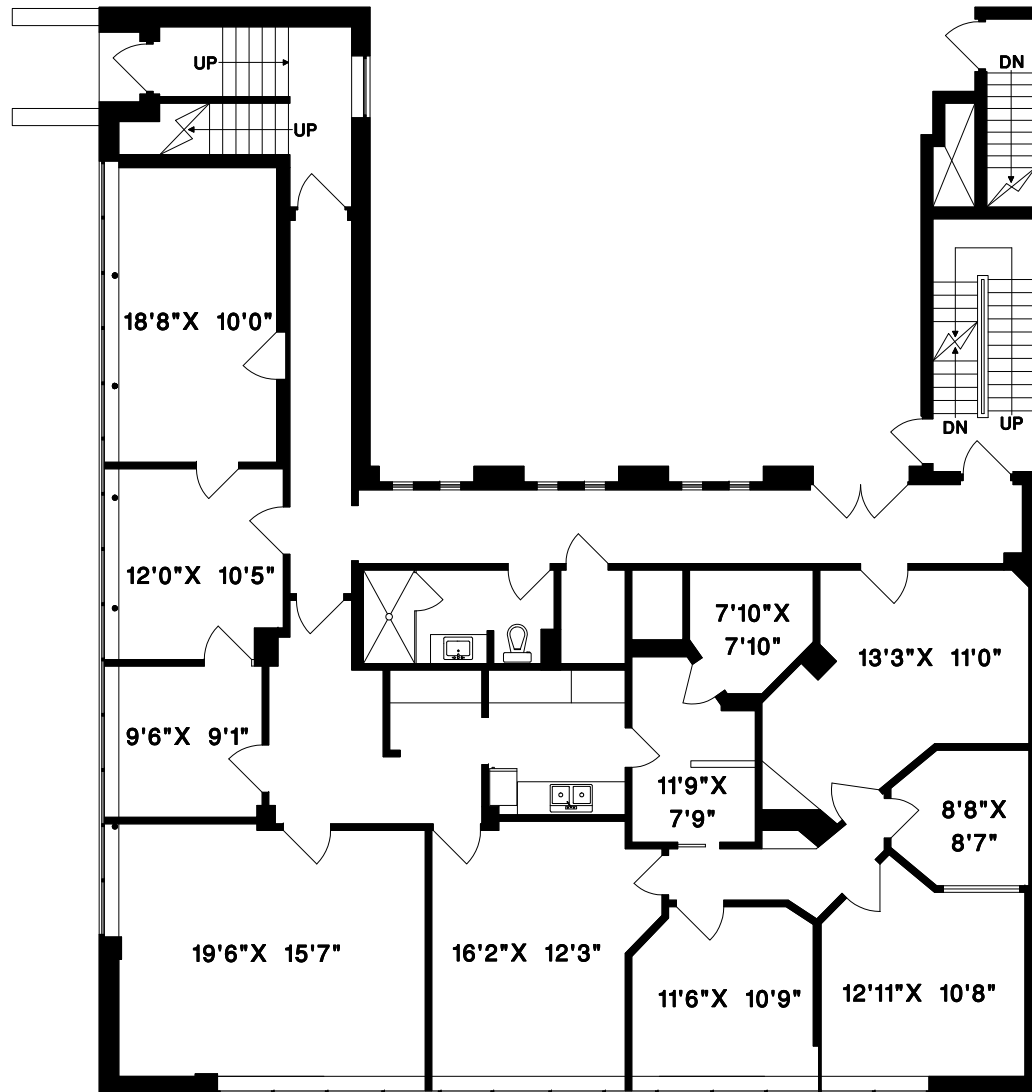 UP
DN
UP
18'8"X 10'0"
DN
UP
12'0"X 10'5"
7'10"X
7'10"
13'3"X 11'0"
9'6"X 9'1"
11'9"X
7'9"
8'8"X
8'7"
19'6"X 15'7"
16'2"X 12'3"
11'6"X 10'9"
12'11"X 10'8"